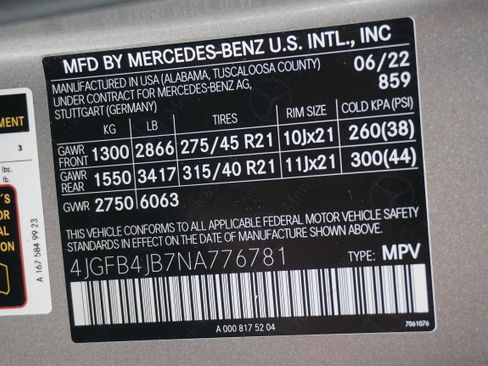 MFD BY MERCEDES-BENZ U.S. INTL., INC
MANUFACTURED IN USA (ALABAMA, TUSCALOOSA COUNTY) 06/22
UNDER CONTRACT FOR MERCEDES-BENZ AG, 859
STUTTGART (GERMANY)
KG LB TIRES RIM SIZE COLD KPA (PSI)
GAWR FRONT 1300 2866 275/45 R21 10Jx21 260(38)
GAWR REAR 1550 3417 315/40 R21 11Jx21 300(44)
GVWR 2750 6063
THIS VEHICLE CONFORMS TO ALL APPLICABLE FEDERAL MOTOR VEHICLE SAFETY
AND THEFT PREVENTION STANDARDS IN EFFECT ON THE DATE OF MANUFACTURE SHOWN ABOVE.
4JGFB4JB7NA776781 TYPE: MPV
A 000 817 52 04
7061076
A 167 584 99 23
3
lbs.